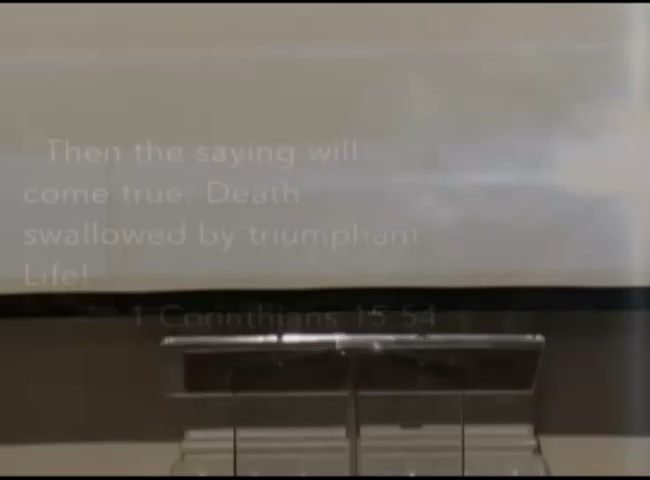 "Then the saying will
come true: Death
swallowed by triumphant
Life!
1 Corinthians 15:54